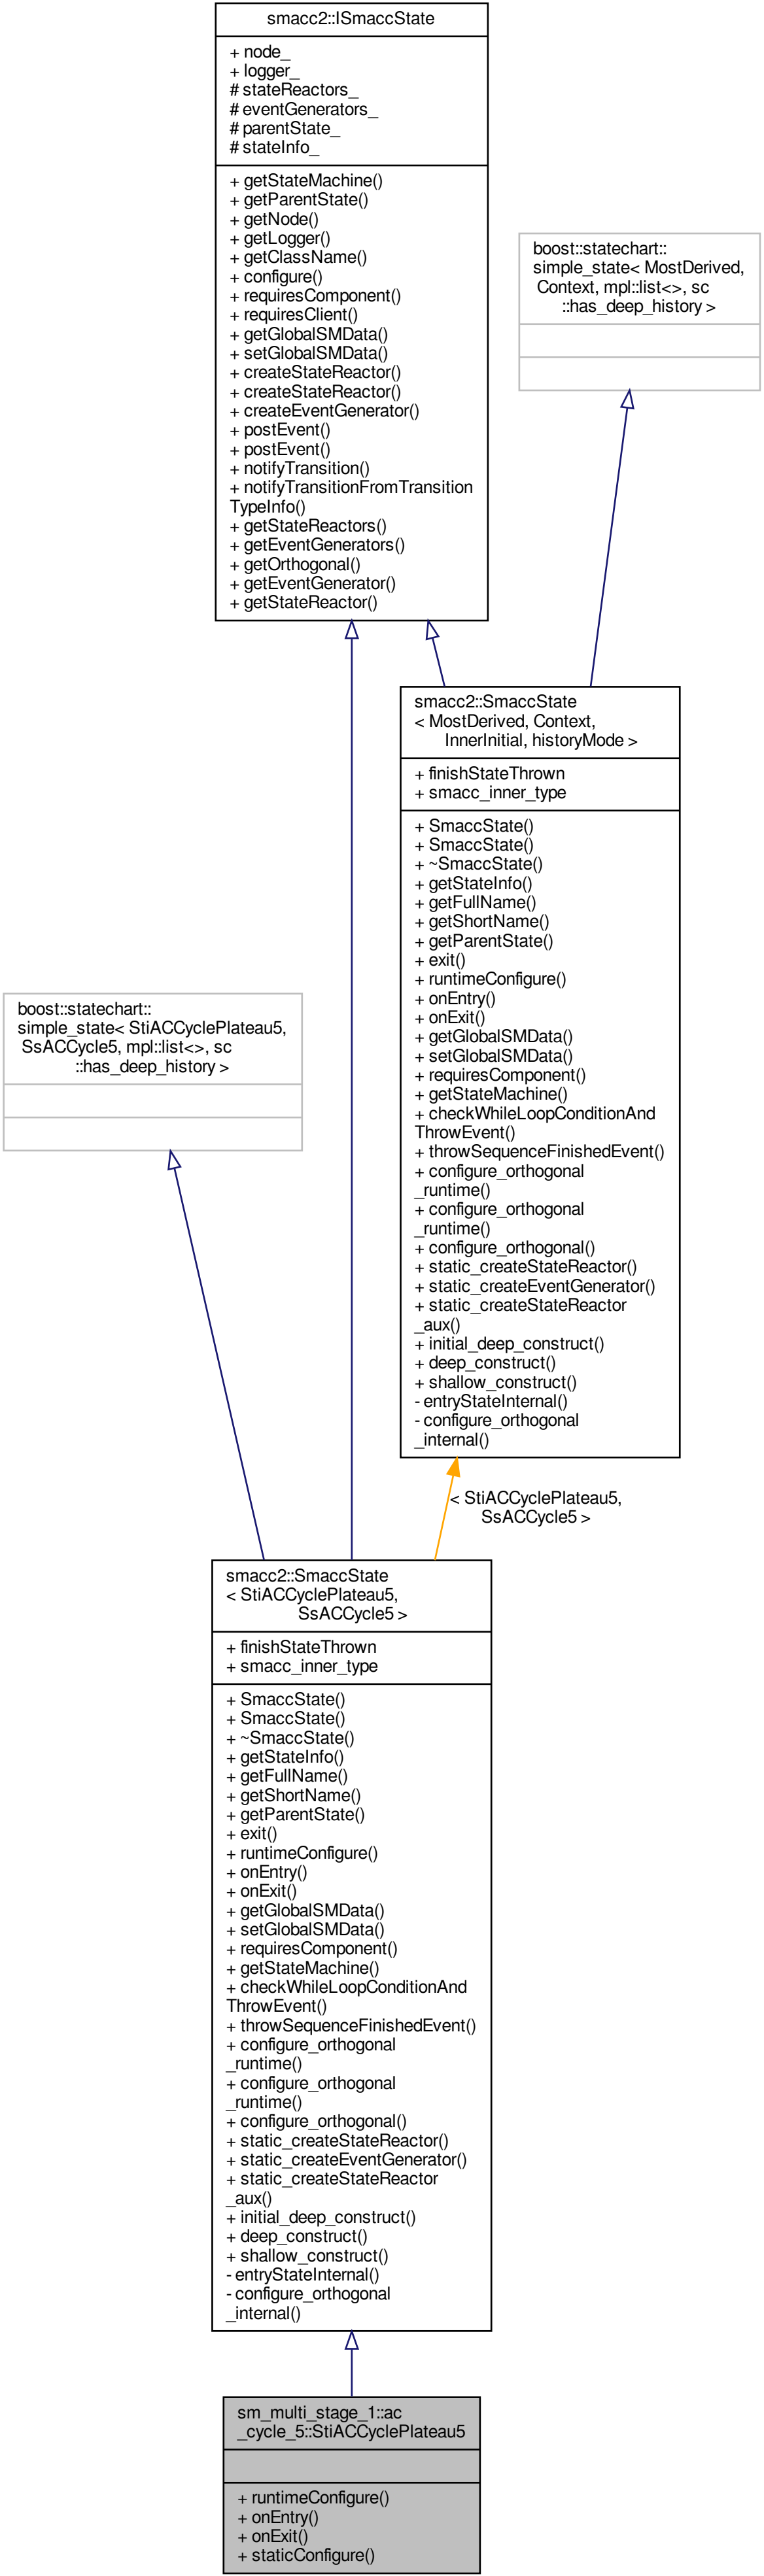 smacc2::ISmaccState
+ node_
+ logger_
# stateReactors_
# eventGenerators_
# parentState_
# stateInfo_
+ getStateMachine()
+ getParentState()
+ getNode()
+ getLogger()
+ getClassName()
+ configure()
+ requiresComponent()
+ requiresClient()
+ getGlobalSMData()
+ setGlobalSMData()
+ createStateReactor()
+ createStateReactor()
+ createEventGenerator()
+ postEvent()
+ postEvent()
+ notifyTransition()
+ notifyTransitionFromTransition
TypeInfo()
+ getStateReactors()
+ getEventGenerators()
+ getOrthogonal()
+ getEventGenerator()
+ getStateReactor()
boost::statechart::
simple_state< MostDerived,
Context, mpl::list<>, sc
::has_deep_history >
smacc2::SmaccState
< MostDerived, Context,
InnerInitial, historyMode >
+ finishStateThrown
+ smacc_inner_type
+ SmaccState()
+ SmaccState()
+ ~SmaccState()
+ getStateInfo()
+ getFullName()
+ getShortName()
+ getParentState()
+ exit()
+ runtimeConfigure()
+ onEntry()
+ onExit()
+ getGlobalSMData()
+ setGlobalSMData()
+ requiresComponent()
+ getStateMachine()
+ checkWhileLoopConditionAnd
ThrowEvent()
+ throwSequenceFinishedEvent()
+ configure_orthogonal
_runtime()
+ configure_orthogonal
_runtime()
+ configure_orthogonal()
+ static_createStateReactor()
+ static_createEventGenerator()
+ static_createStateReactor
_aux()
+ initial_deep_construct()
+ deep_construct()
+ shallow_construct()
- entryStateInternal()
- configure_orthogonal
_internal()
boost::statechart::
simple_state< StiACCyclePlateau5,
SsACCycle5, mpl::list<>, sc
::has_deep_history >
< StiACCyclePlateau5,
SsACCycle5 >
smacc2::SmaccState
< StiACCyclePlateau5,
SsACCycle5 >
+ finishStateThrown
+ smacc_inner_type
+ SmaccState()
+ SmaccState()
+ ~SmaccState()
+ getStateInfo()
+ getFullName()
+ getShortName()
+ getParentState()
+ exit()
+ runtimeConfigure()
+ onEntry()
+ onExit()
+ getGlobalSMData()
+ setGlobalSMData()
+ requiresComponent()
+ getStateMachine()
+ checkWhileLoopConditionAnd
ThrowEvent()
+ throwSequenceFinishedEvent()
+ configure_orthogonal
_runtime()
+ configure_orthogonal
_runtime()
+ configure_orthogonal()
+ static_createStateReactor()
+ static_createEventGenerator()
+ static_createStateReactor
_aux()
+ initial_deep_construct()
+ deep_construct()
+ shallow_construct()
- entryStateInternal()
- configure_orthogonal
_internal()
sm_multi_stage_1::ac
_cycle_5::StiACCyclePlateau5
+ runtimeConfigure()
+ onEntry()
+ onExit()
+ staticConfigure()